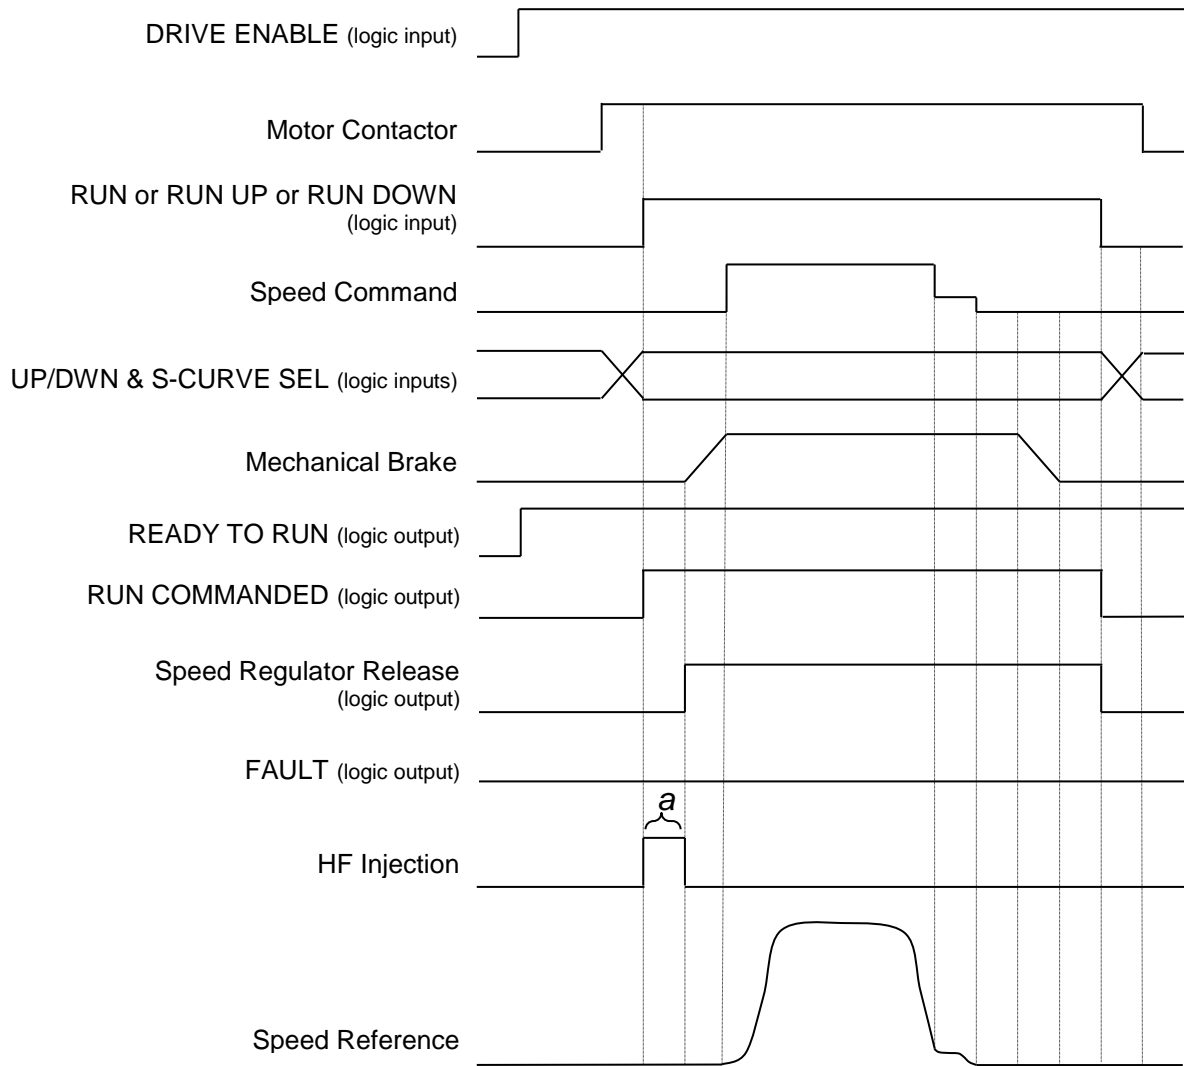 DRIVE ENABLE (logic input)
Motor Contactor
RUN or RUN UP or RUN DOWN
(logic input)
Speed Command
UP/DWN & S-CURVE SEL (logic inputs)
Mechanical Brake
READY TO RUN (logic output)
RUN COMMANDED (logic output)
Speed Regulator Release
(logic output)
FAULT (logic output)
a
HF Injection
Speed Reference